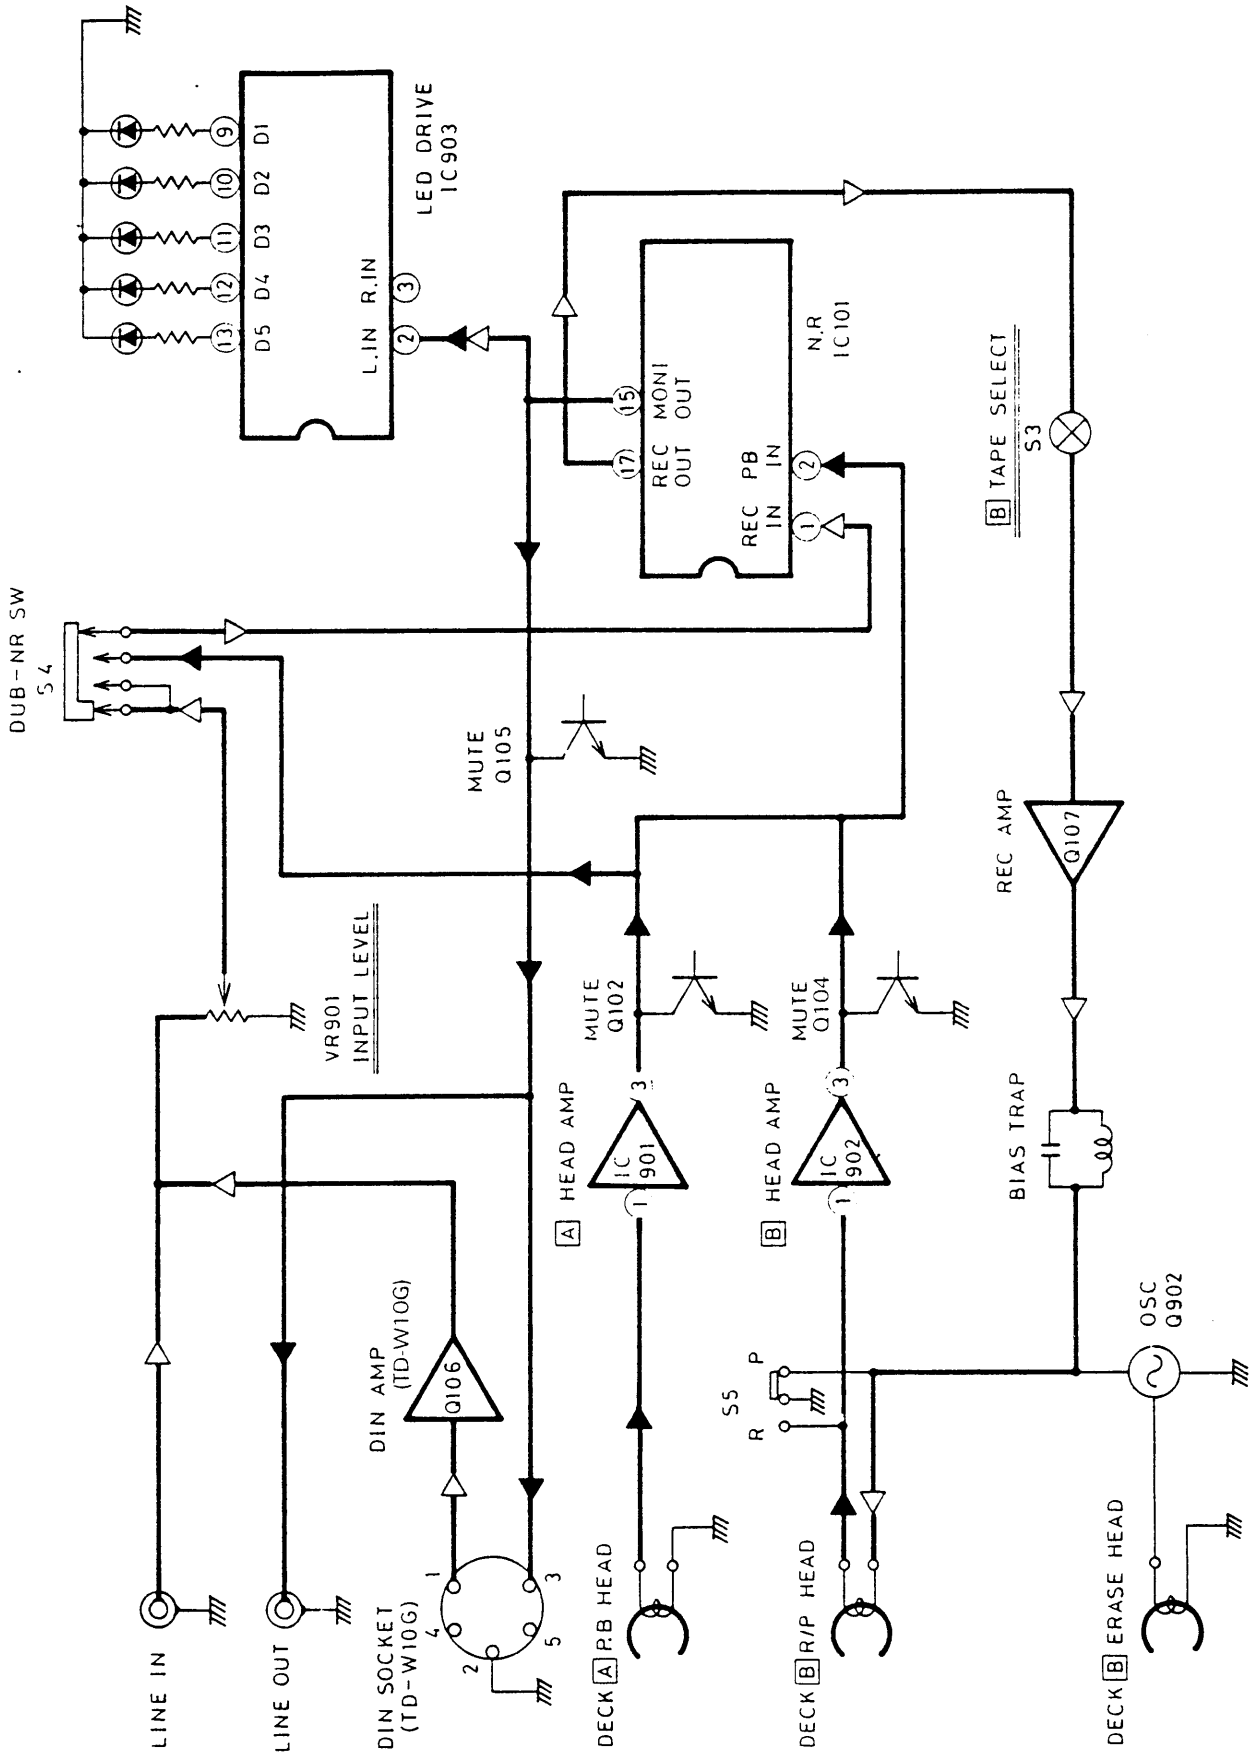 LINE IN
LINE OUT
DIN SOCKET
(TD-W10G)
1
4
2
3
5
DIN AMP
(TD-W10G)
Q106
VR901
INPUT LEVEL
DUB-NR SW
S4
MUTE
Q105
LED DRIVE
IC903
13
12
11
10
9
D5
D4
D3
D2
D1
L.IN
R.IN
2
3
17
15
REC
OUT
MONI
OUT
REC
IN
PB
IN
1
2
N.R
IC101
DECK A P.B HEAD
A HEAD AMP
1
IC
901
3
MUTE
Q102
DECK B R/P HEAD
S5
R
P
B HEAD AMP
1
IC
902
3
MUTE
Q104
B TAPE SELECT
S3
REC AMP
Q107
BIAS TRAP
OSC
Q902
DECK B ERASE HEAD